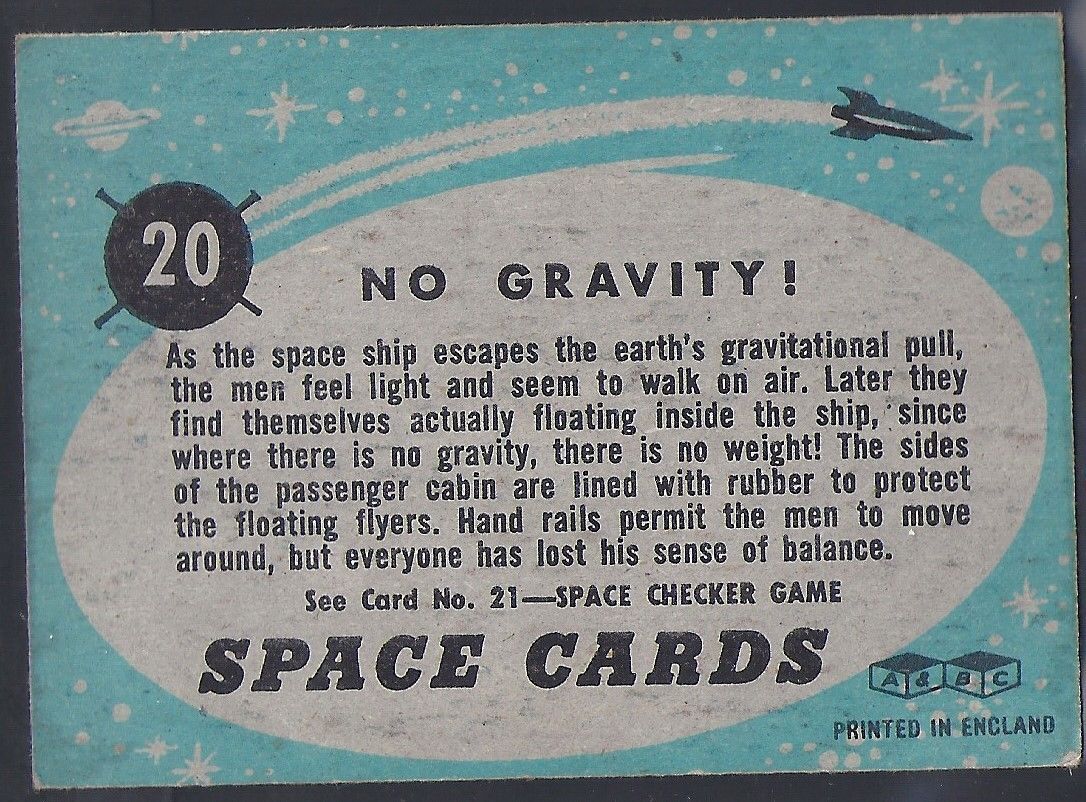 20
NO GRAVITY!
As the space ship escapes the earth's gravitational pull,
the men feel light and seem to walk on air. Later they
find themselves actually floating inside the ship, since
where there is no gravity, there is no weight! The sides
of the passenger cabin are lined with rubber to protect
the floating flyers. Hand rails permit the men to move
around, but everyone has lost his sense of balance.
See Card No. 21—SPACE CHECKER GAME
SPACE CARDS
A & B C
PRINTED IN ENGLAND